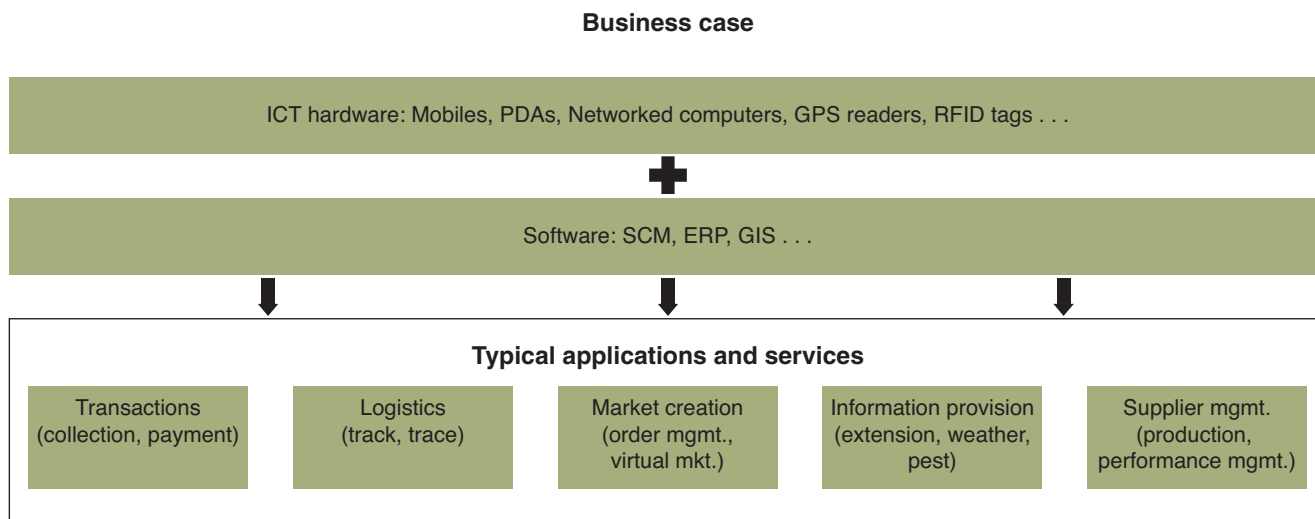 Business case
ICT hardware: Mobiles, PDAs, Networked computers, GPS readers, RFID tags . . .
Software: SCM, ERP, GIS . . .
Typical applications and services
Transactions
(collection, payment)
Logistics
(track, trace)
Market creation
(order mgmt.,
virtual mkt.)
Information provision
(extension, weather,
pest)
Supplier mgmt.
(production,
performance mgmt.)